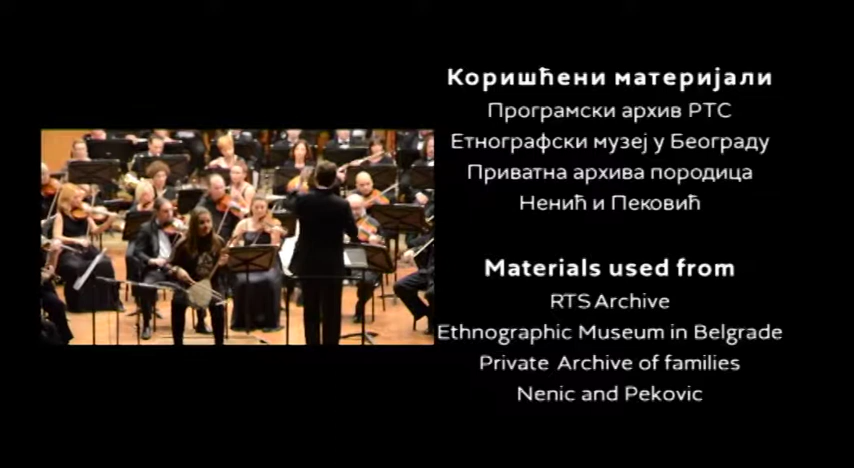 Коришћени материјали
Програмски архив РТС
Етнографски музеј у Београду
Приватна архива породица
Ненић и Пековић
Materials used from
RTS Archive
Ethnographic Museum in Belgrade
Private Archive of families
Nenic and Pekovic